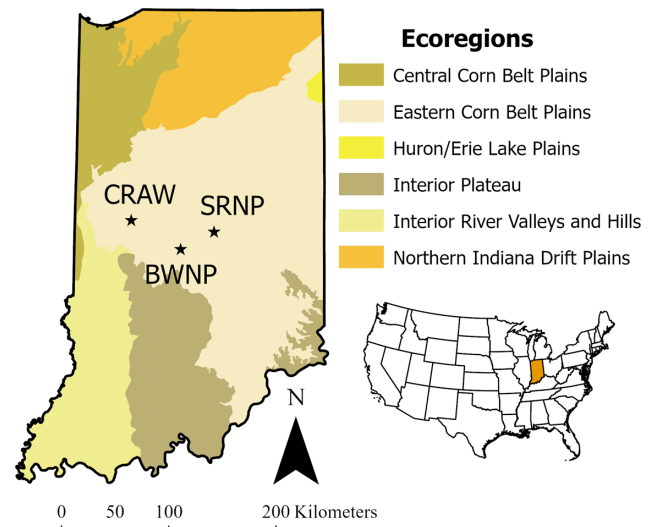 Ecoregions
Central Corn Belt Plains
Eastern Corn Belt Plains
Huron/Erie Lake Plains
Interior Plateau
Interior River Valleys and Hills
Northern Indiana Drift Plains
CRAW
SRNP
BWNP
N
0 50 100 200 Kilometers